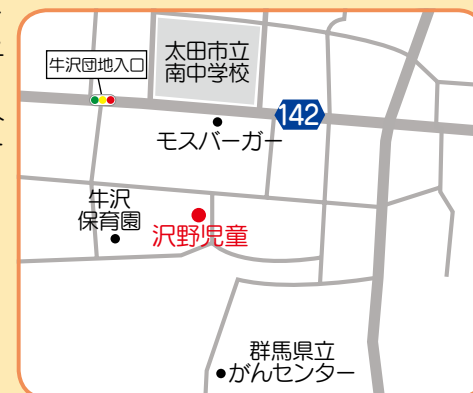 牛沢団地入口
太田市立
南中学校
142
モスバーガー
牛沢
保育園
沢野児童
群馬県立
がんセンター